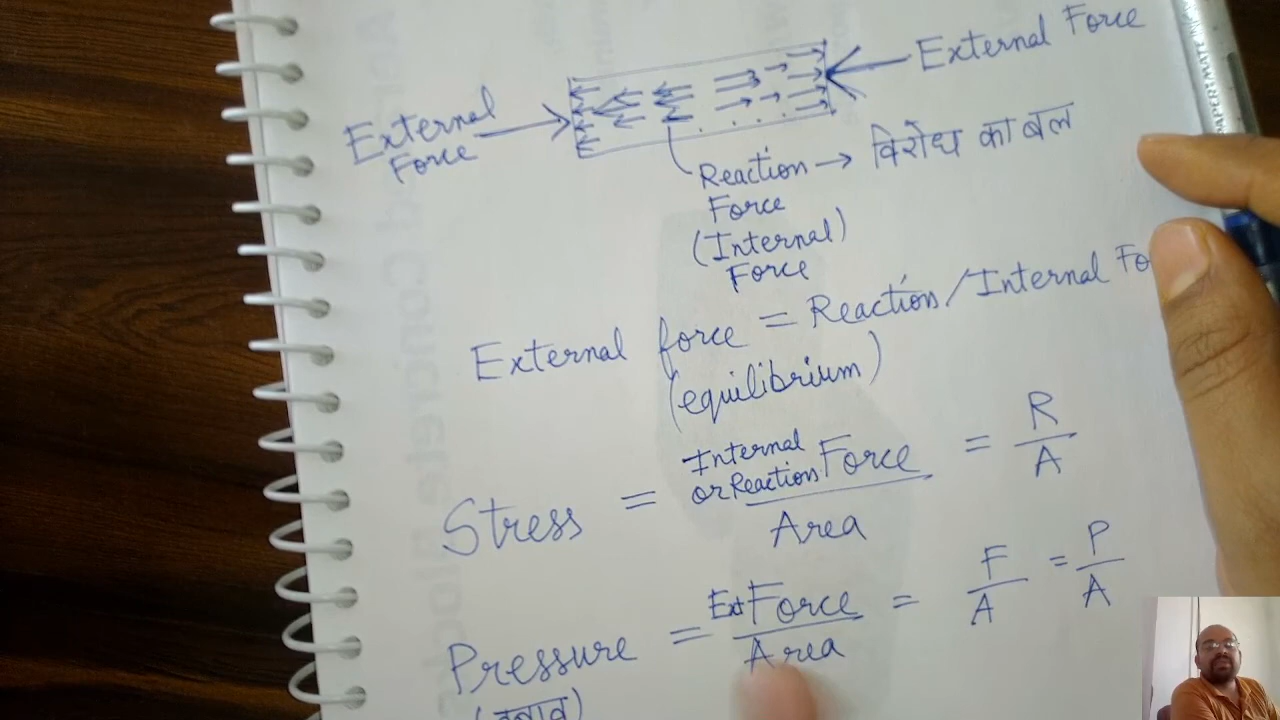 External Force
External
Force
Reaction → विरोध का बल
Force
(Internal)
Force
External force = Reaction/Internal Fo
(equilibrium)
Internal
or Reaction Force = R
Stress = Area A
Ext Force = F = P
Pressure = Area A A
(दबाव)